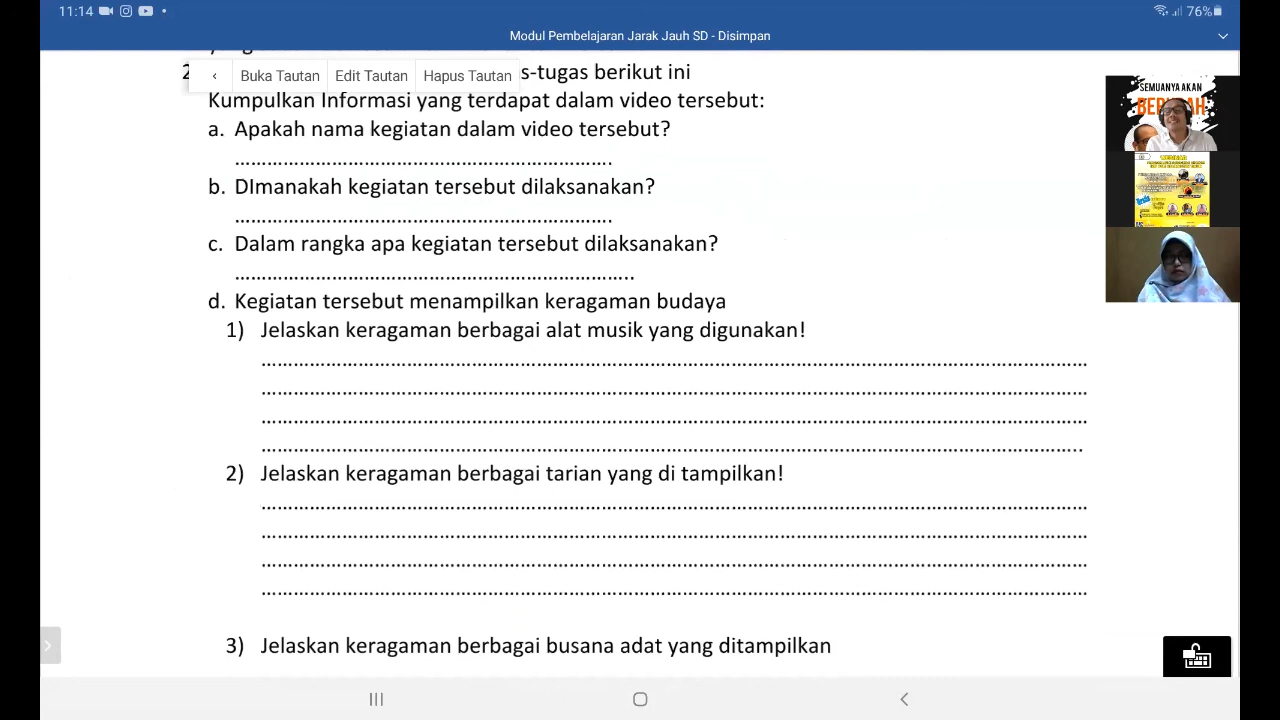 11:14
76%
Modul Pembelajaran Jarak Jauh SD - Disimpan
2
‹ Buka Tautan Edit Tautan Hapus Tautan
s-tugas berikut ini
Kumpulkan Informasi yang terdapat dalam video tersebut:
a. Apakah nama kegiatan dalam video tersebut?
…………………………………………………………….
b. DImanakah kegiatan tersebut dilaksanakan?
…………………………………………………………….
c. Dalam rangka apa kegiatan tersebut dilaksanakan?
………………………………………………………………..
d. Kegiatan tersebut menampilkan keragaman budaya
1) Jelaskan keragaman berbagai alat musik yang digunakan!
………………………………………………………………………………………………………………………………………
………………………………………………………………………………………………………………………………………
………………………………………………………………………………………………………………………………………
……………………………………………………………………………………………………………………………………..
2) Jelaskan keragaman berbagai tarian yang di tampilkan!
………………………………………………………………………………………………………………………………………
………………………………………………………………………………………………………………………………………
………………………………………………………………………………………………………………………………………
………………………………………………………………………………………………………………………………………
3) Jelaskan keragaman berbagai busana adat yang ditampilkan
SEMUANYA AKAN
WEBINAR